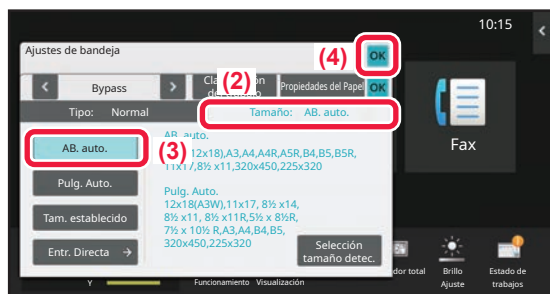 10:15
Ajustes de bandeja
(4)
OK
Bypass
(2)
Propiedades del Papel
OK
Tipo: Normal
Tamaño: AB. auto.
AB. auto.
(3)
AB. auto.
12x18),A3,A4,A4R,A5R,B4,B5,B5R,
11x17,8½ x11,320x450,225x320
Pulg. Auto.
Pulg. Auto.
12x18(A3W),11x17, 8½ x14,
8½ x11, 8½ x11R,5½ x 8½R,
7½ x 10½ R,A3,A4,B4,B5,
320x450,225x320
Tam. establecido
Entr. Directa →
Selección
tamaño detec.
Fax
Y
Funcionamiento Visualización
dor total
Brillo
Ajuste
Estado de
trabajos